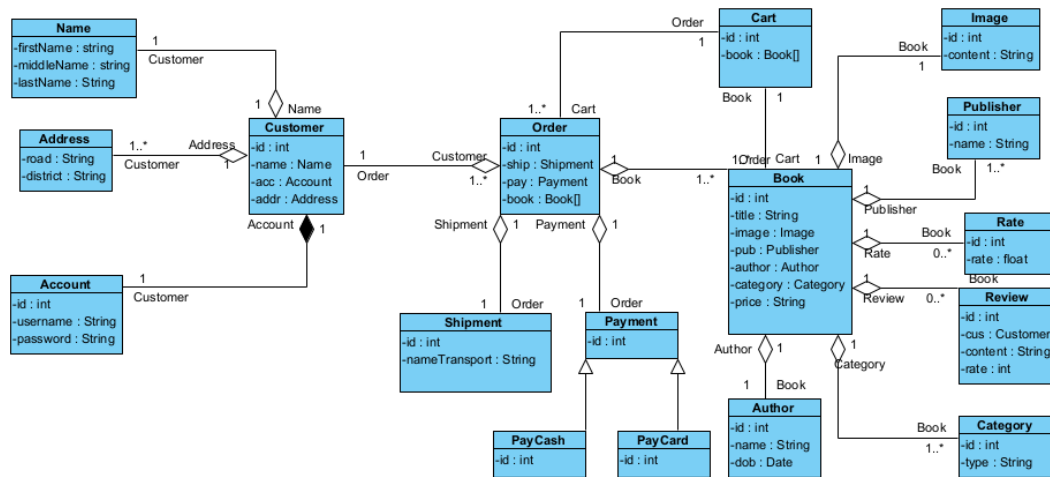 Name
-firstName : string
-middleName : string
-lastName : String
1
Customer
1
Name
Address
-road : String
-district : String
1..*
Customer
Address
1
Customer
-id : int
-name : Name
-acc : Account
-addr : Address
1
Order
Customer
1..*
Account
1
1
Customer
Account
-id : int
-username : String
-password : String
Order
1
1..*
Cart
Order
-id : int
-ship : Shipment
-pay : Payment
-book : Book[]
1
Book
Order
1..*
Shipment
1
Payment
1
1
Order
1
Order
Shipment
-id : int
-nameTransport : String
Payment
-id : int
PayCash
-id : int
PayCard
-id : int
Cart
-id : int
-book : Book[]
Book
1
Cart
Image
-id : int
-content : String
Book
1
1
Image
Publisher
-name : String
Book
1..*
1
Publisher
Book
-id : int
-title : String
-image : Image
-pub : Publisher
-author : Author
-category : Category
-price : String
Rate
-id : int
-rate : float
1
Rate
Book
0..*
1
Review
Book
0..*
Review
-id : int
-cus : Customer
-content : String
-rate : int
Author
1
1
Book
Author
-id : int
-name : String
-dob : Date
1
Category
Book
1..*
Category
-id : int
-type : String